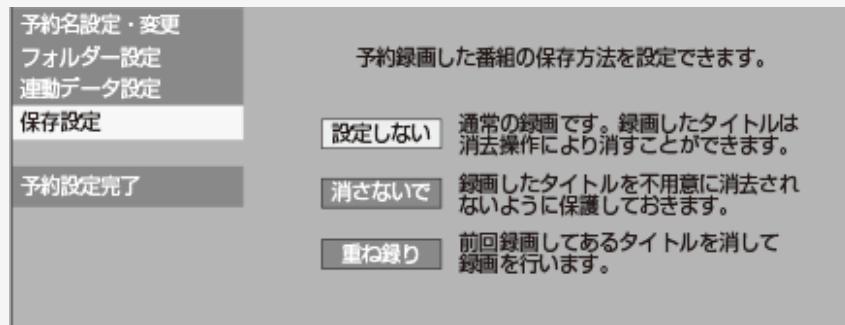 予約名設定・変更
フォルダー設定
連動データ設定
保存設定
予約設定完了
予約録画した番組の保存方法を設定できます。
設定しない
通常の録画です。録画したタイトルは
消去操作により消すことができます。
消さないで
録画したタイトルを不用意に消去され
ないように保護しておきます。
重ね録り
前回録画してあるタイトルを消して
録画を行います。